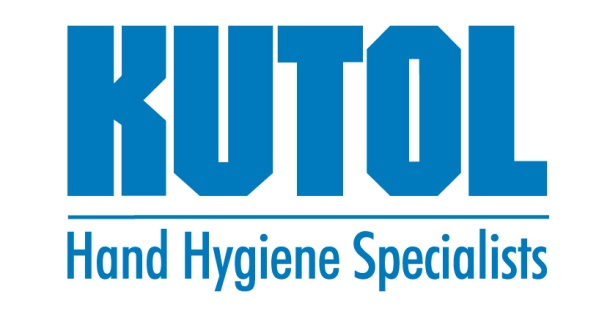 KUTOL
Hand Hygiene Specialists